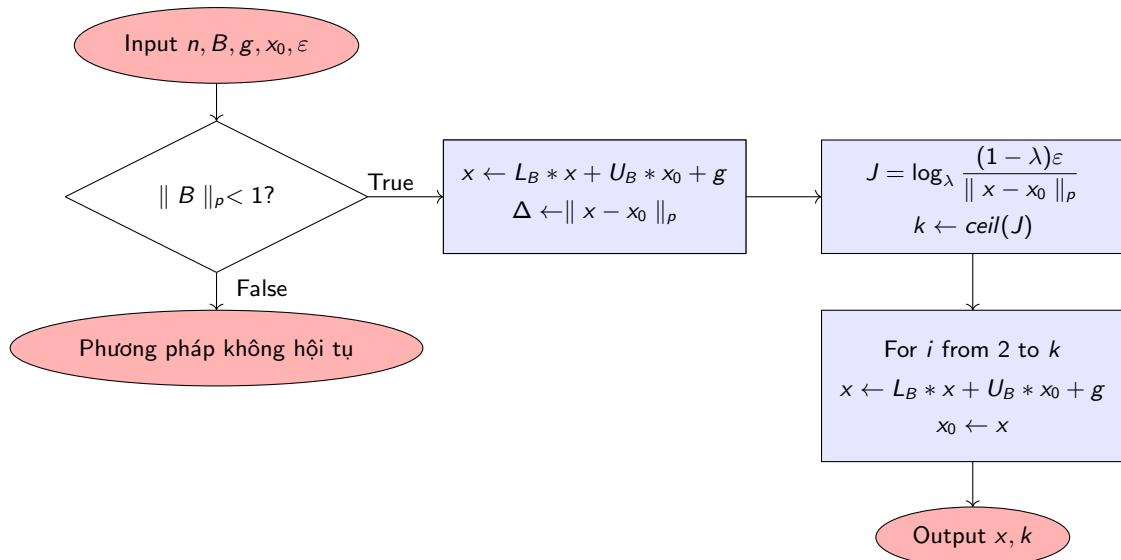 Input n, B, g, x₀, ε
∥ B ∥ₚ< 1?
True
False
Phương pháp không hội tụ
x ← L_B ∗ x + U_B ∗ x₀ + g
Δ ←∥ x − x₀ ∥ₚ
J = log_λ (1 − λ)ε / ∥ x − x₀ ∥ₚ
k ← ceil(J)
For i from 2 to k
x ← L_B ∗ x + U_B ∗ x₀ + g
x₀ ← x
Output x, k